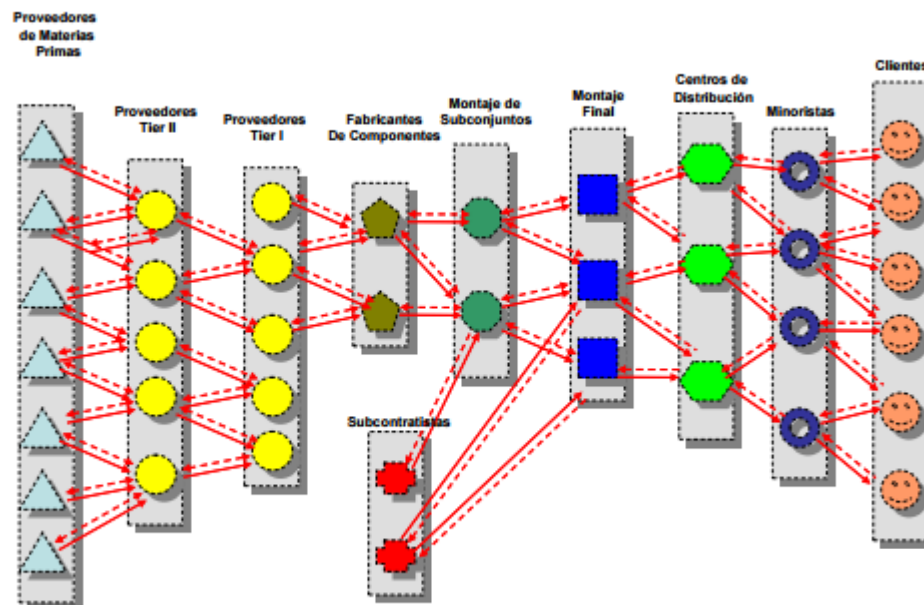 Proveedores
de Materias
Primas
Proveedores
Tier II
Proveedores
Tier I
Fabricantes
De Componentes
Montaje de
Subconjuntos
Montaje
Final
Centros de
Distribución
Minoristas
Clientes
Subcontratistas